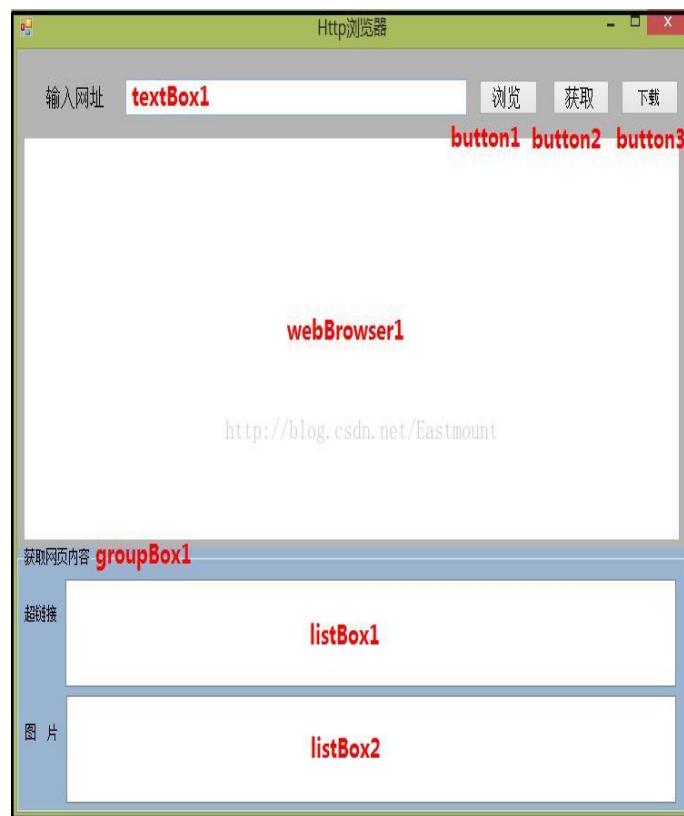 Http浏览器
输入网址 textBox1 浏览 获取 下载
button1 button2 button3
webBrowser1
http://blog.csdn.net/Eastmount
获取网页内容 groupBox1
超链接 listBox1
图 片 listBox2